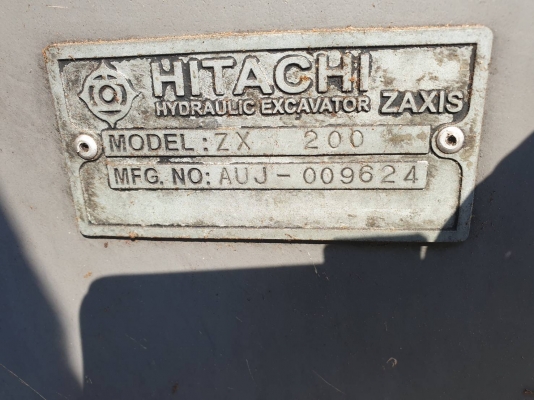 HITACHI
HYDRAULIC EXCAVATOR ZAXIS
MODEL: ZX 200
MFG. NO: AUJ-009624